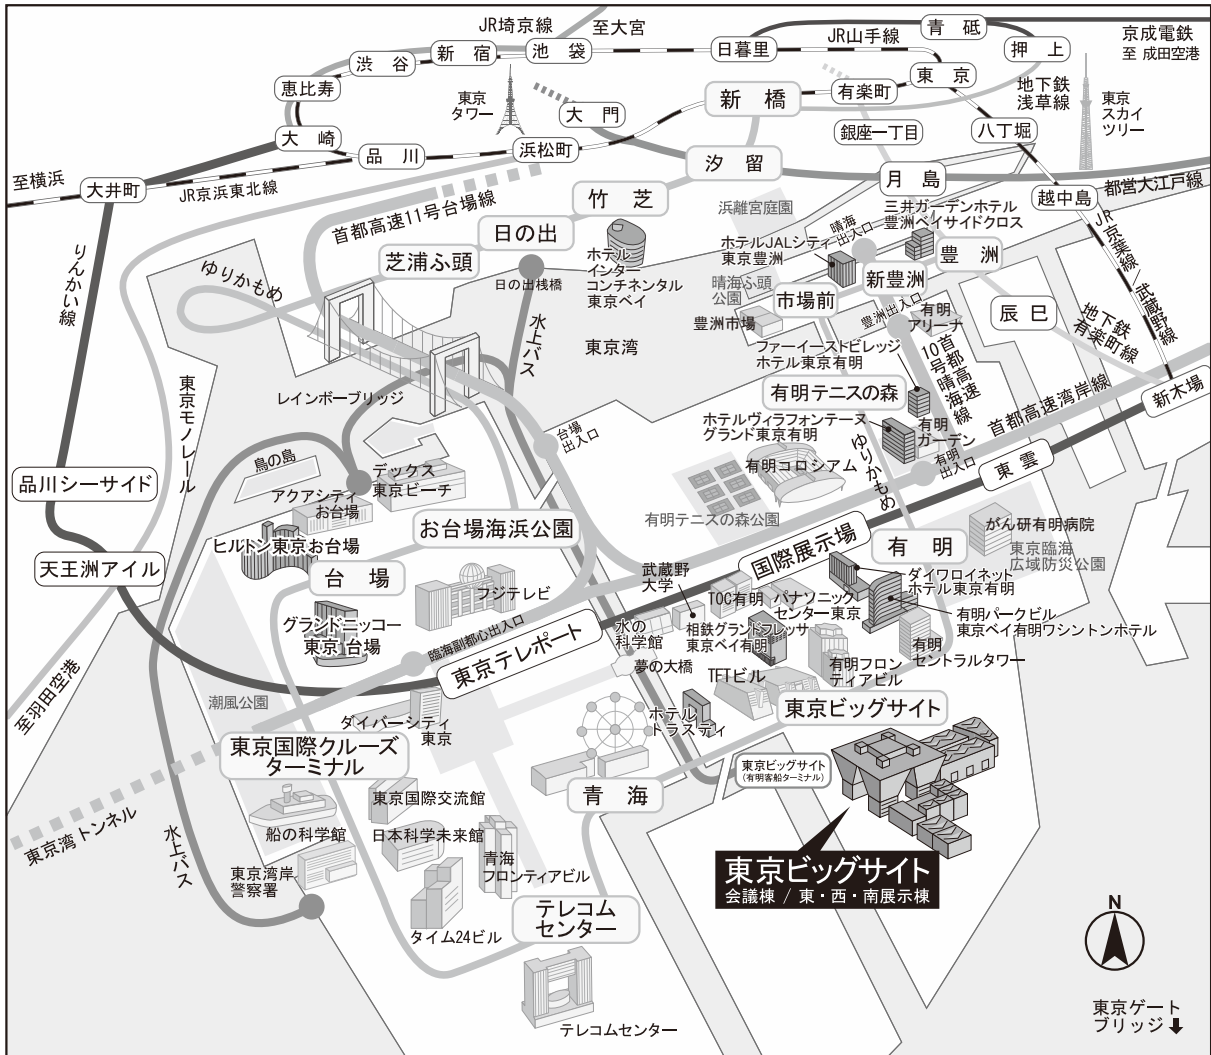 JR埼京線
至大宮
青 砥
京成電鉄
至 成田空港
新 宿
池 袋
日暮里
JR山手線
押 上
渋 谷
恵比寿
東京
タワー
大 門
新 橋
有楽町
東 京
地下鉄
浅草線
東京
スカイ
ツリー
大 崎
品 川
浜松町
汐 留
銀座一丁目
八丁堀
至横浜
大井町
JR京浜東北線
首都高速11号台場線
竹 芝
月 島
越中島
都営大江戸線
浜離宮庭園
三井ガーデンホテル
豊洲ベイサイドクロス
晴海
出入口
ホテルJALシティ
東京豊洲
豊 洲
JR京葉線/武蔵野線
りんかい線
ゆりかもめ
芝浦ふ頭
日の出
日の出桟橋
ホテル
インター
コンチネンタル
東京ベイ
晴海ふ頭
公園
市場前
新豊洲
豊洲市場
豊洲出入口
有明
アリーナ
辰 巳
地下鉄
有楽町線
水上バス
東京湾
ファーイーストビレッジ
ホテル東京有明
首都高速
10号晴海線
首都高速湾岸線
新木場
東京モノレール
レインボーブリッジ
有明テニスの森
ホテルヴィラフォンテーヌ
グランド東京有明
有明
ガーデン
有明
出入口
東 雲
台場
出入口
有明コロシアム
ゆりかもめ
有明テニスの森公園
品川シーサイド
鳥の島
デックス
東京ビーチ
アクアシティ
お台場
お台場海浜公園
ヒルトン東京お台場
天王洲アイル
台 場
フジテレビ
国際展示場
有 明
がん研有明病院
東京臨海
広域防災公園
武蔵野
大学
TOC有明
パナソニック
センター東京
ダイワロイネット
ホテル東京有明
有明パークビル
東京ベイ有明ワシントンホテル
グランドニッコー
東京 台場
臨海副都心出入口
東京テレポート
水の
科学館
相鉄グランドフレッサ
東京ベイ有明
夢の大橋
TFTビル
有明フロン
ティアビル
有明
セントラルタワー
至羽田空港
潮風公園
ダイバーシティ
東京
ホテル
トラスティ
東京ビッグサイト
東京国際クルーズ
ターミナル
東京ビッグサイト
(有明客船ターミナル)
青 海
東京湾トンネル
船の科学館
東京国際交流館
日本科学未来館
青海
フロンティアビル
水上バス
東京湾岸
警察署
タイム24ビル
テレコム
センター
テレコムセンター
東京ビッグサイト
会議棟 / 東・西・南展示棟
N
東京ゲート
ブリッジ